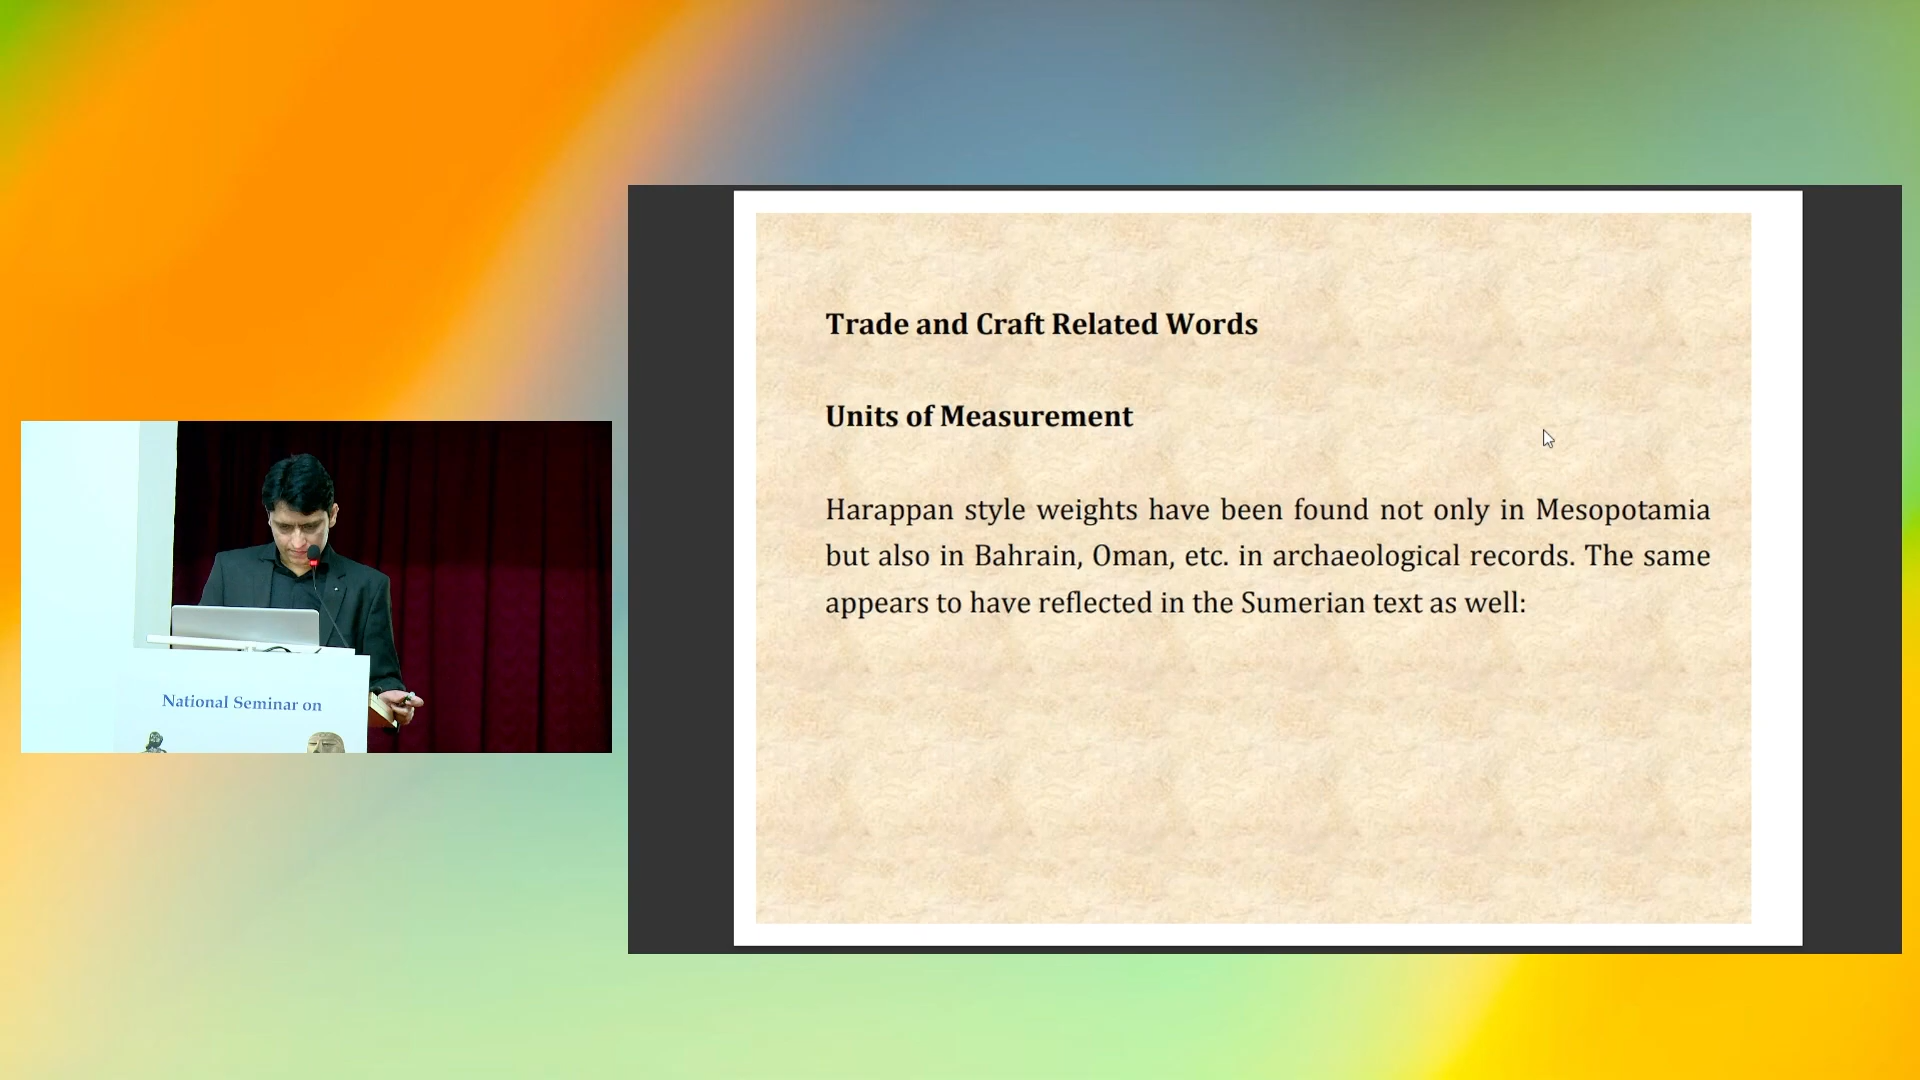 Trade and Craft Related Words
Units of Measurement
Harappan style weights have been found not only in Mesopotamia
but also in Bahrain, Oman, etc. in archaeological records. The same
appears to have reflected in the Sumerian text as well:
National Seminar on